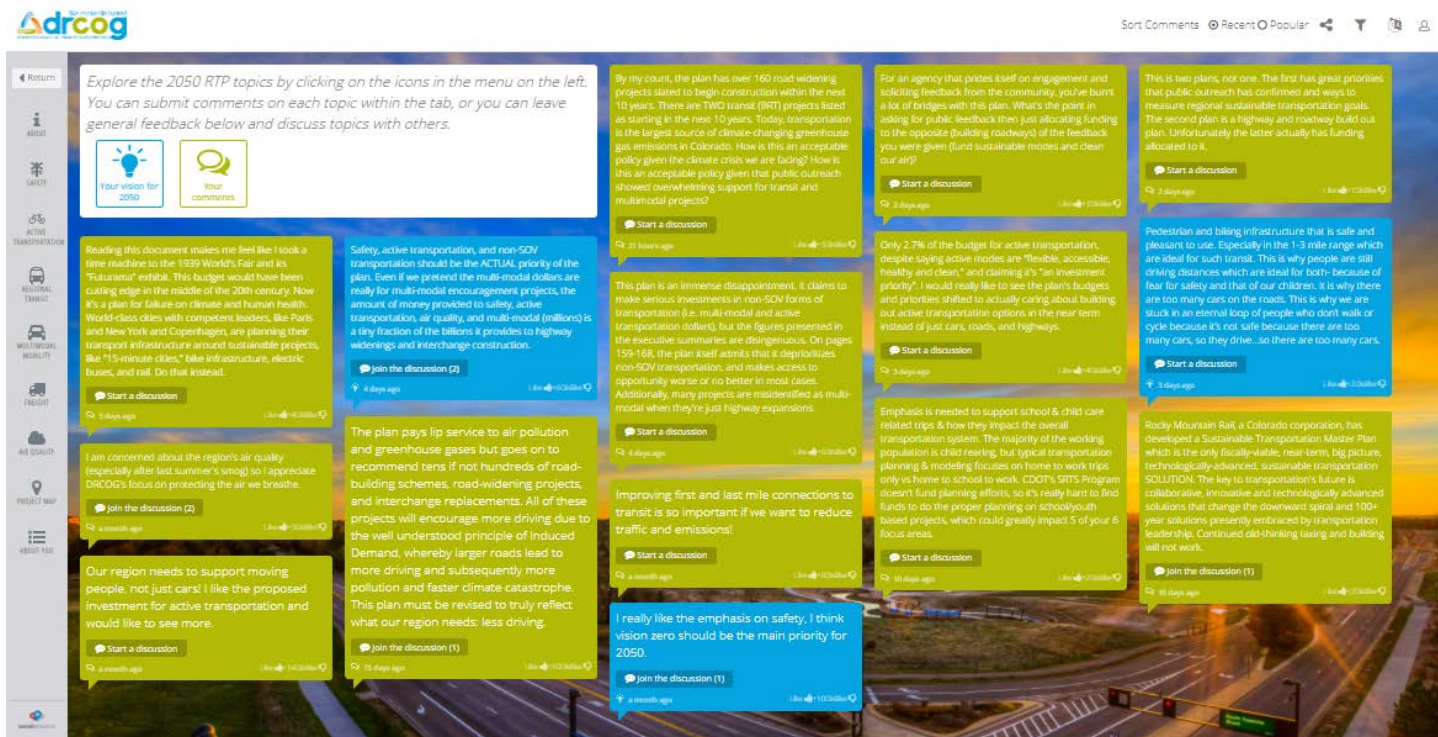 We make life better!
drcog
Sort Comments Recent Popular
Return
ABOUT
SAFETY
ACTIVE
TRANSPORTATION
REGIONAL
TRANSIT
MULTIMODAL
MOBILITY
FREIGHT
AIR QUALITY
PROJECT MAP
ABOUT YOU
Explore the 2050 RTP topics by clicking on the icons in the menu on the left.
You can submit comments on each topic within the tab, or you can leave
general feedback below and discuss topics with others.
Your vision for
2050
Your
comments
Reading this document makes me feel like I took a
time machine to the 1939 World's Fair and its
"Futurama" exhibit. This budget would have been
cutting edge in the middle of the 20th century. Now
it's a plan for failure on climate and human health.
World-class cities with competent leaders, like Paris
and New York and Copenhagen, are planning their
transport infrastructure around sustainable projects,
like "15-minute cities," bike infrastructure, electric
buses, and rail. Do that instead.
Start a discussion
3 days ago
I am concerned about the region's air quality
(especially after last summer's smog) so I appreciate
DRCOG's focus on protecting the air we breathe.
Join the discussion (2)
a month ago
Our region needs to support moving
people, not just cars! I like the proposed
investment for active transportation and
would like to see more.
Start a discussion
a month ago
Safety, active transportation, and non-SOV
transportation should be the ACTUAL priority of the
plan. Even if we pretend the multi-modal dollars are
really for multi-modal encouragement projects, the
amount of money provided to safety, active
transportation, air quality, and multi-modal (millions) is
a tiny fraction of the billions it provides to highway
widenings and interchange construction.
Join the discussion (2)
4 days ago
The plan pays lip service to air pollution
and greenhouse gases but goes on to
recommend tens if not hundreds of road-
building schemes, road-widening projects,
and interchange replacements. All of these
projects will encourage more driving due to
the well understood principle of Induced
Demand, whereby larger roads lead to
more driving and subsequently more
pollution and faster climate catastrophe.
This plan must be revised to truly reflect
what our region needs: less driving.
Join the discussion (1)
15 days ago
By my count, the plan has over 160 road widening
projects slated to begin construction within the next
10 years. There are TWO transit (BRT) projects listed
as starting in the next 10 years. Today, transportation
is the largest source of climate-changing greenhouse
gas emissions in Colorado. How is this an acceptable
policy given the climate crisis we are facing? How is
this an acceptable policy given that public outreach
showed overwhelming support for transit and
multimodal projects?
Start a discussion
21 hours ago
This plan is an immense disappointment. It claims to
make serious investments in non-SOV forms of
transportation (i.e. multi-modal and active
transportation dollars), but the figures presented in
the executive summaries are disingenuous. On pages
159-168, the plan itself admits that it deprioritizes
non-SOV transportation, and makes access to
opportunity worse or no better in most cases.
Additionally, many projects are misidentified as multi-
modal when they're just highway expansions.
Start a discussion
4 days ago
Improving first and last mile connections to
transit is so important if we want to reduce
traffic and emissions!
Start a discussion
a month ago
I really like the emphasis on safety, I think
vision zero should be the main priority for
2050.
Join the discussion (1)
a month ago
For an agency that prides itself on engagement and
soliciting feedback from the community, you've burnt
a lot of bridges with this plan. What's the point in
asking for public feedback then just allocating funding
to the opposite (building roadways) of the feedback
you were given (fund sustainable modes and clean
our air)?
Start a discussion
2 days ago
Only 2.7% of the budget for active transportation,
despite saying active modes are "flexible, accessible,
healthy and clean," and claiming it's "an investment
priority". I would really like to see the plan's budgets
and priorities shifted to actually caring about building
out active transportation options in the near term
instead of just cars, roads, and highways.
Start a discussion
3 days ago
Emphasis is needed to support school & child care
related trips & how they impact the overall
transportation system. The majority of the working
population is child rearing, but typical transportation
planning & modeling focuses on home to work trips
only vs home to school to work. CDOT's SRTS Program
doesn't fund planning efforts, so it's really hard to find
funds to do the proper planning on school/youth
based projects, which could greatly impact 5 of your 6
focus areas.
Start a discussion
10 days ago
This is two plans, not one. The first has great priorities
that public outreach has confirmed and ways to
measure regional sustainable transportation goals.
The second plan is a highway and roadway build out
plan. Unfortunately the latter actually has funding
allocated to it.
Start a discussion
2 days ago
Pedestrian and biking infrastructure that is safe and
pleasant to use. Especially in the 1-3 mile range which
are ideal for such transit. This is why people are still
driving distances which are ideal for both- because of
fear for safety and that of our children. It is why there
are too many cars on the roads. This is why we are
stuck in an eternal loop of people who don't walk or
cycle because it's not safe because there are too
many cars, so they drive...so there are too many cars.
Start a discussion
3 days ago
Rocky Mountain Rail, a Colorado corporation, has
developed a Sustainable Transportation Master Plan
which is the only fiscally-viable, near-term, big picture,
technologically-advanced, sustainable transportation
SOLUTION. The key to transportation's future is
collaborative, innovative and technologically advanced
solutions that change the downward spiral and 100+
year solutions presently embraced by transportation
leadership. Continued old-thinking taxing and building
will not work.
Join the discussion (1)
16 days ago